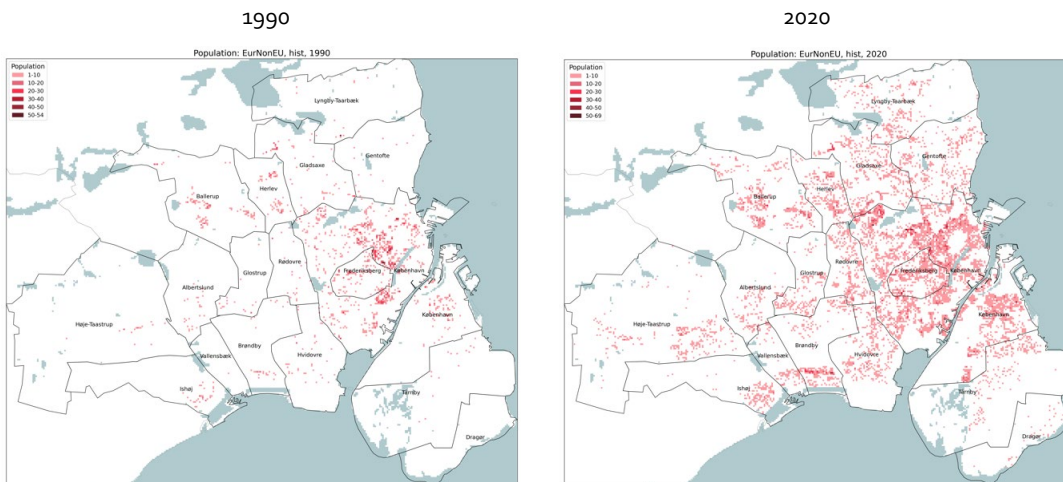 1990
2020
Population: EurNonEU, hist, 1990
Population
1-10
10-20
20-30
30-40
40-50
50-54
Lyngby-Taarbæk
Gentofte
Gladsaxe
Herlev
Ballerup
Rødovre
Glostrup
Frederiksberg
København
Albertslund
Høje-Taastrup
København
Brøndby
Hvidovre
Vallensbæk
Ishøj
Tårnby
Dragør
Population: EurNonEU, hist, 2020
Population
1-10
10-20
20-30
30-40
40-50
50-69
Lyngby-Taarbæk
Gentofte
Gladsaxe
Herlev
Ballerup
Rødovre
Glostrup
Frederiksberg
København
Albertslund
Høje-Taastrup
København
Brøndby
Hvidovre
Vallensbæk
Ishøj
Tårnby
Dragør